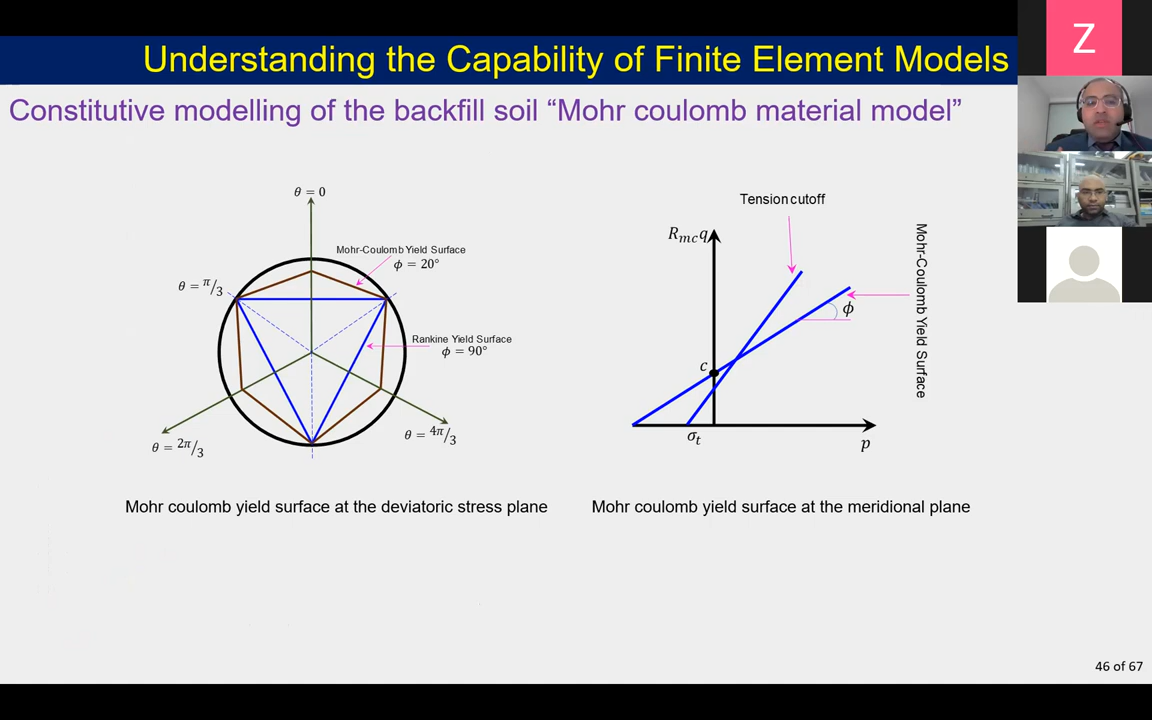 Understanding the Capability of Finite Element Models
Z
Constitutive modelling of the backfill soil “Mohr coulomb material model”
θ = 0
Mohr-Coulomb Yield Surface
ϕ = 20°
θ = π/3
Rankine Yield Surface
ϕ = 90°
θ = 2π/3
θ = 4π/3
Tension cutoff
R_mc q
ϕ
c
σ_t
p
Mohr-Coulomb Yield Surface
Mohr coulomb yield surface at the deviatoric stress plane
Mohr coulomb yield surface at the meridional plane
46 of 67